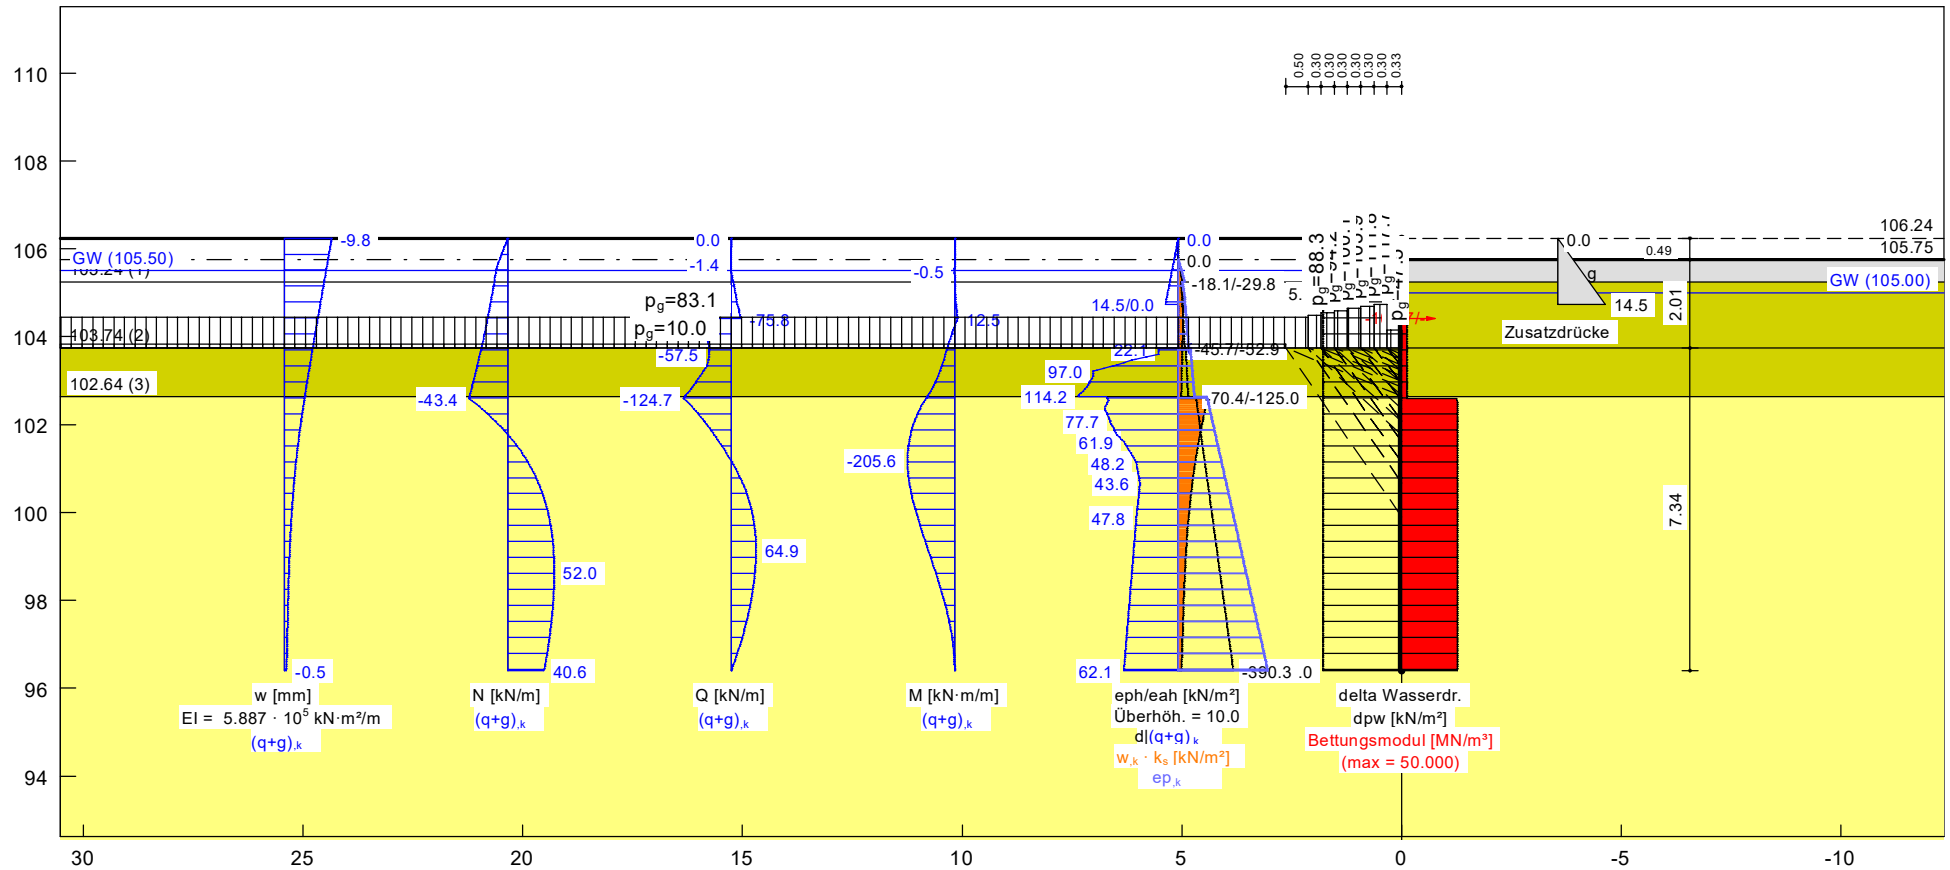 110
108
106
104
102
100
98
96
94
30
25
20
15
10
5
0
-5
-10
0.50
0.30
0.30
0.30
0.30
0.30
0.30
0.33
GW (105.50)
103.74 (2)
102.64 (3)
-9.8
-0.5
w [mm]
EI = 5.887 · 10⁵ kN·m²/m
(q+g),k
-43.4
52.0
40.6
N [kN/m]
(q+g),k
0.0
-1.4
pg=83.1
pg=10.0
-75.8
-57.5
-124.7
64.9
Q [kN/m]
(q+g),k
-0.5
12.5
-205.6
M [kN·m/m]
(q+g),k
0.0
0.0
-18.1/-29.8
14.5/0.0
22.1
-45.7/-52.9
97.0
114.2
70.4/-125.0
77.7
61.9
48.2
43.6
47.8
62.1
-390.3 .0
eph/eah [kN/m²]
Überhöh. = 10.0
d|(q+g),k
w,k · ks [kN/m²]
ep,k
5.
pg=88.3
delta Wasserdr.
dpw [kN/m²]
Bettungsmodul [MN/m³]
(max = 50.000)
0.0
g
14.5
Zusatzdrücke
0.49
2.01
7.34
106.24
105.75
GW (105.00)